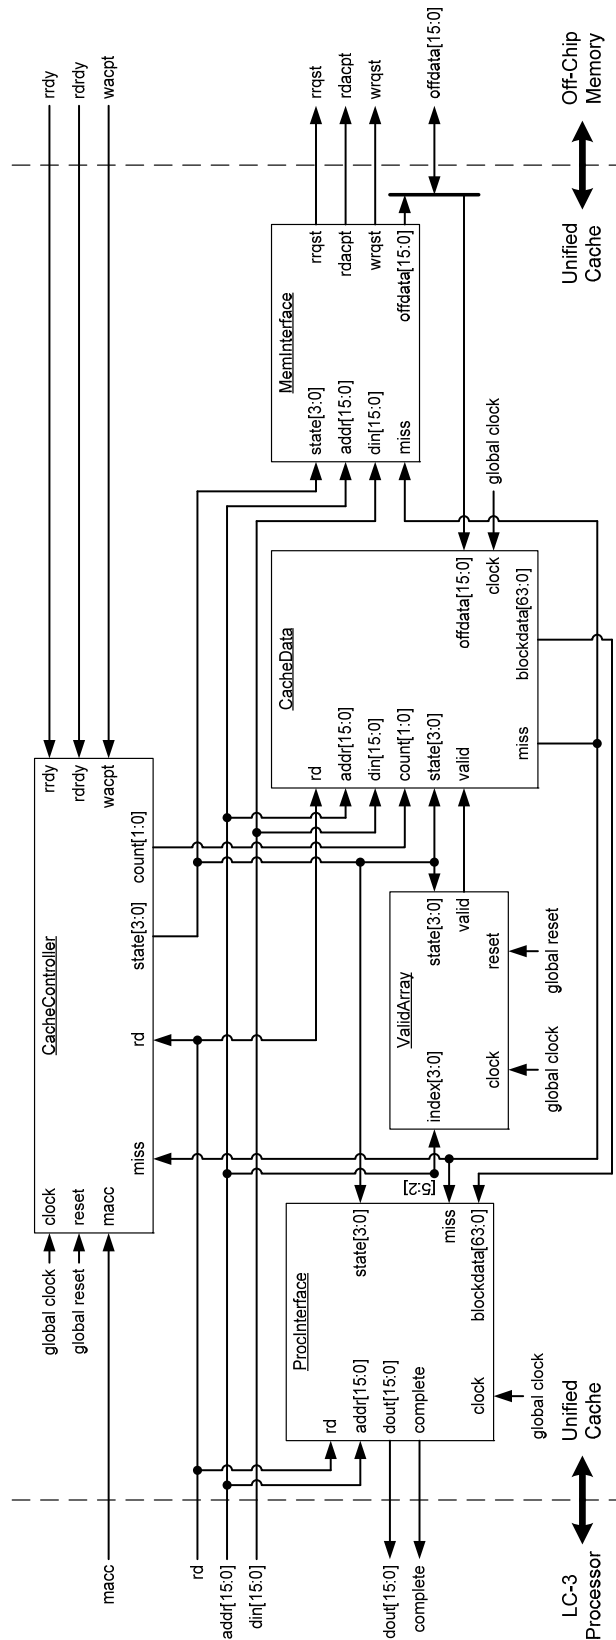 macc
rd
addr[15:0]
din[15:0]
dout[15:0]
complete
LC-3
Processor
Unified
Cache
global clock
global reset
clock
reset
macc
CacheController
miss
rd
state[3:0]
count[1:0]
rrdy
rdrdy
wacpt
rrdy
rdrdy
wacpt
ProcInterface
rd
addr[15:0]
dout[15:0]
complete
clock
global clock
state[3:0]
miss
blockdata[63:0]
[5:2]
ValidArray
index[3:0]
clock
global clock
state[3:0]
valid
reset
global reset
CacheData
rd
addr[15:0]
din[15:0]
count[1:0]
state[3:0]
valid
miss
offdata[15:0]
clock
blockdata[63:0]
global clock
MemInterface
state[3:0]
addr[15:0]
din[15:0]
miss
rrqst
rdacpt
wrqst
offdata[15:0]
rrqst
rdacpt
wrqst
offdata[15:0]
Unified
Cache
Off-Chip
Memory